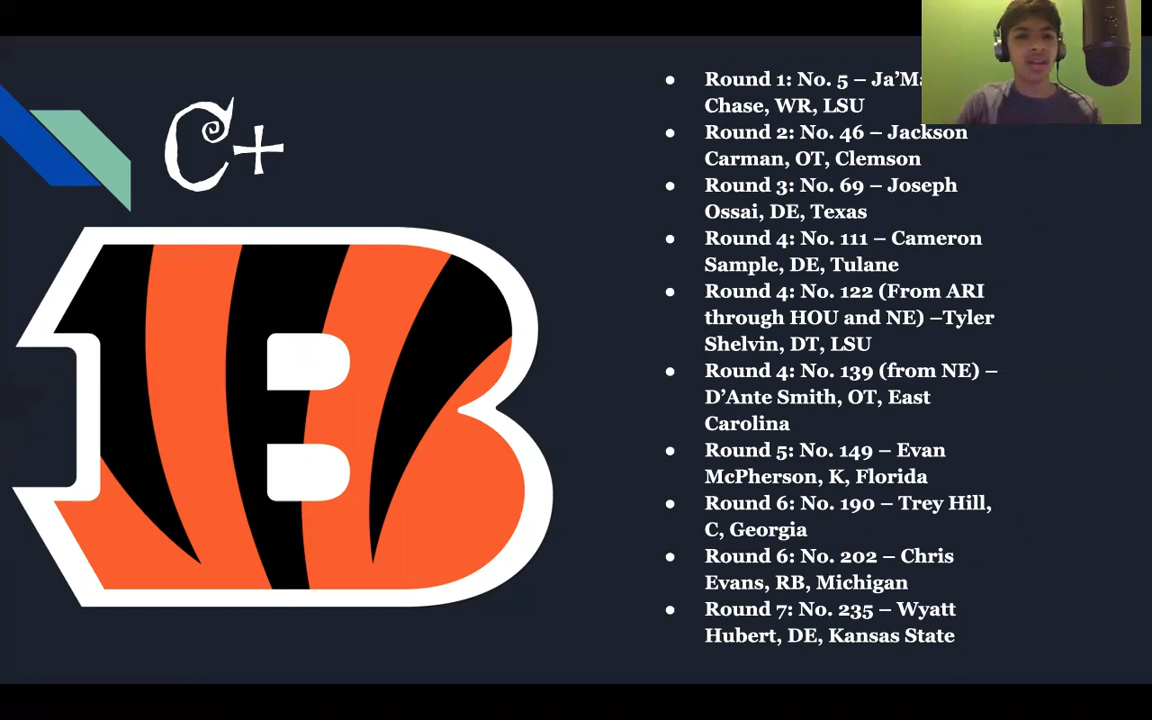 C+
Round 1: No. 5 – Ja'Ma
Chase, WR, LSU
Round 2: No. 46 – Jackson
Carman, OT, Clemson
Round 3: No. 69 – Joseph
Ossai, DE, Texas
Round 4: No. 111 – Cameron
Sample, DE, Tulane
Round 4: No. 122 (From ARI
through HOU and NE) –Tyler
Shelvin, DT, LSU
Round 4: No. 139 (from NE) –
D'Ante Smith, OT, East
Carolina
Round 5: No. 149 – Evan
McPherson, K, Florida
Round 6: No. 190 – Trey Hill,
C, Georgia
Round 6: No. 202 – Chris
Evans, RB, Michigan
Round 7: No. 235 – Wyatt
Hubert, DE, Kansas State
B